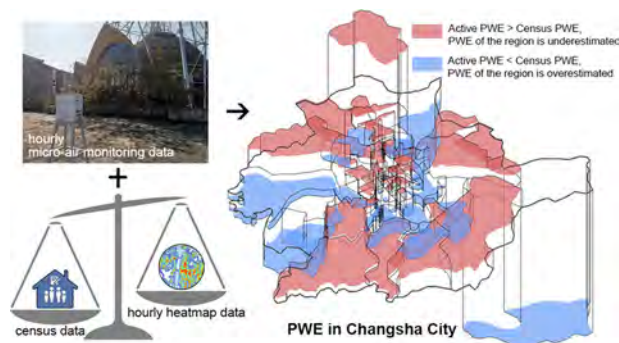 hourly
micro-air monitoring data
census data
hourly heatmap data
Active PWE > Census PWE,
PWE of the region is underestimated
Active PWE < Census PWE,
PWE of the region is overestimated
PWE in Changsha City